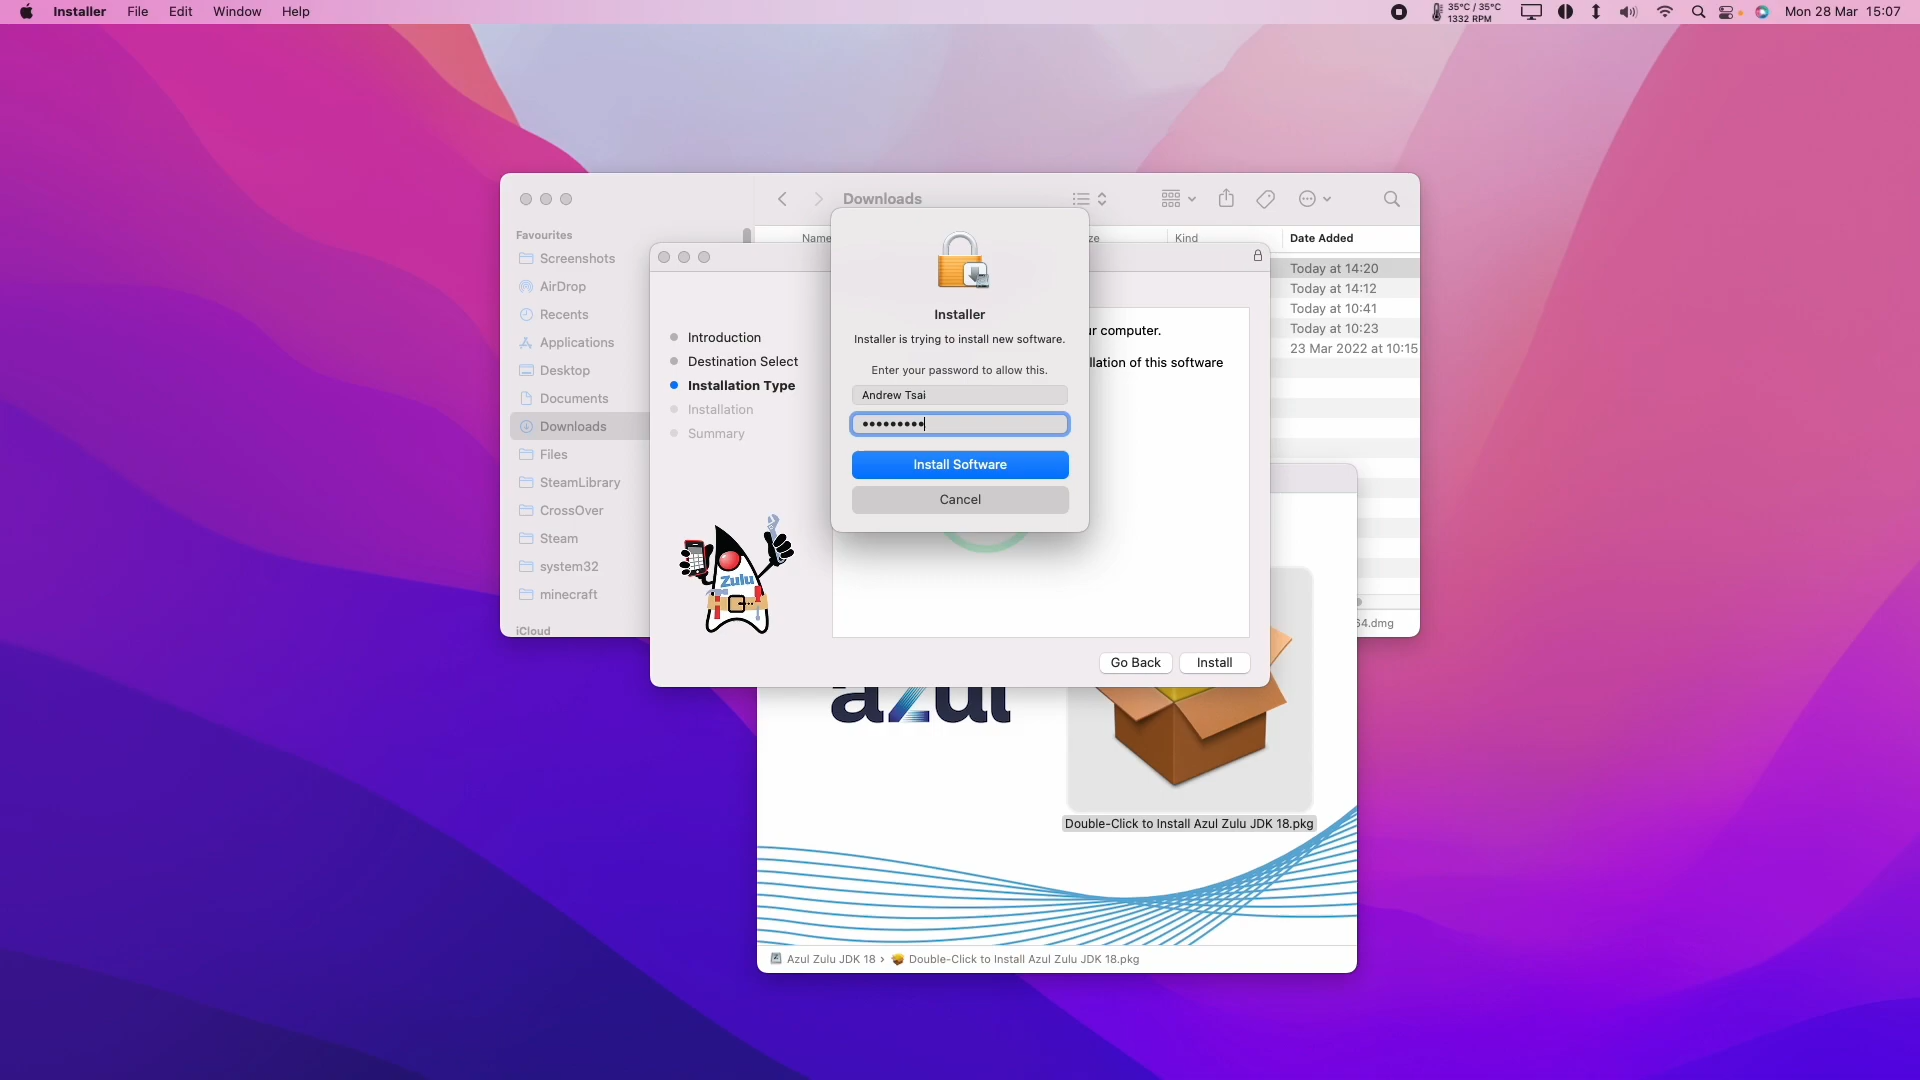 Installer File Edit Window Help
35°C / 35°C
1332 RPM
Mon 28 Mar 15:07
Downloads
Favourites
Screenshots
AirDrop
Recents
Applications
Desktop
Documents
Downloads
Files
SteamLibrary
CrossOver
Steam
system32
minecraft
iCloud
Name
Kind
Date Added
Today at 14:20
Today at 14:12
Today at 10:41
Today at 10:23
23 Mar 2022 at 10:15
64.dmg
Introduction
Destination Select
Installation Type
Installation
Summary
Zulu
ur computer.
llation of this software
Go Back
Install
Installer
Installer is trying to install new software.
Enter your password to allow this.
Andrew Tsai
•••••••••
Install Software
Cancel
azul
Double-Click to Install Azul Zulu JDK 18.pkg
Azul Zulu JDK 18 › Double-Click to Install Azul Zulu JDK 18.pkg